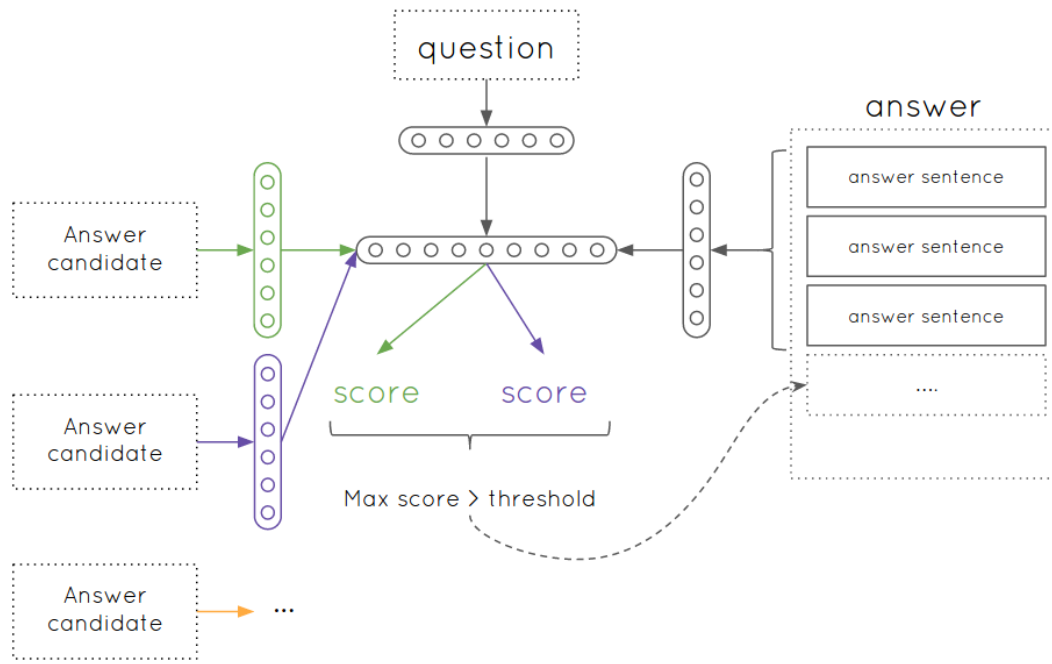 question
answer
answer sentence
answer sentence
answer sentence
....
Answer
candidate
Answer
candidate
Answer
candidate
...
score
score
Max score > threshold